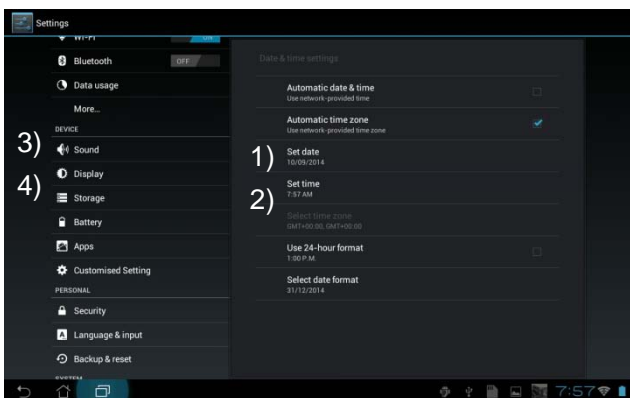 Settings
Wi-Fi ON
Bluetooth OFF
Data usage
More...
DEVICE
3) Sound
4) Display
Storage
Battery
Apps
Customised Setting
PERSONAL
Security
A Language & input
Backup & reset
SYSTEM
Date & time settings
Automatic date & time
Use network-provided time
Automatic time zone
Use network-provided time zone
1) Set date
10/09/2014
2) Set time
7:57 AM
Select time zone
GMT+00:00, GMT+00:00
Use 24-hour format
1:00 P.M.
Select date format
31/12/2014
7:57